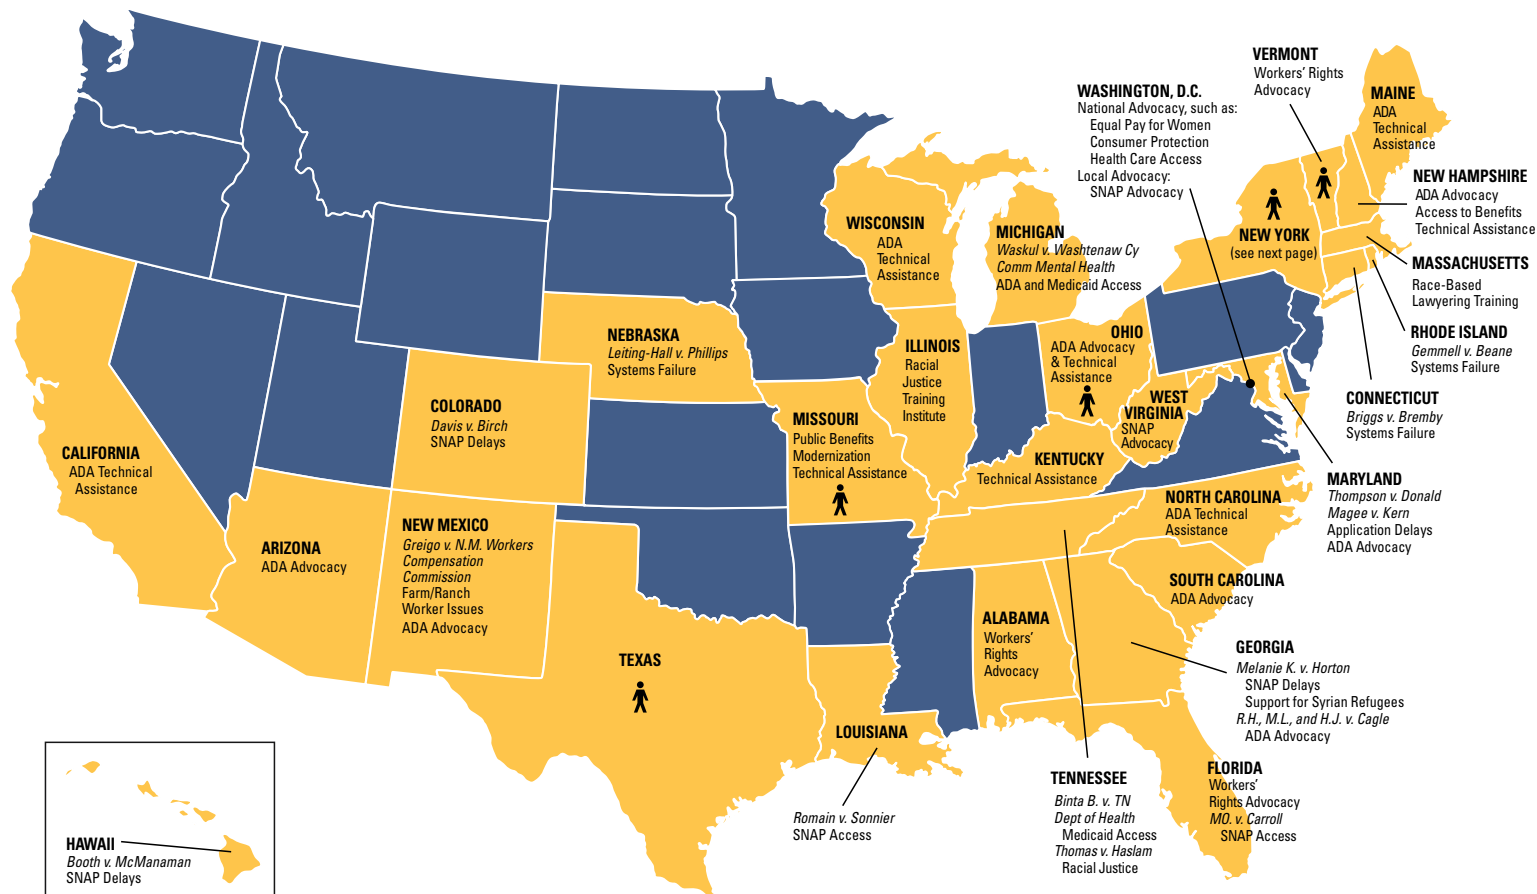 VERMONT
Workers' Rights
Advocacy
WASHINGTON, D.C.
National Advocacy, such as:
Equal Pay for Women
Consumer Protection
Health Care Access
Local Advocacy:
SNAP Advocacy
MAINE
ADA
Technical
Assistance
NEW HAMPSHIRE
ADA Advocacy
Access to Benefits
Technical Assistance
WISCONSIN
ADA
Technical
Assistance
MICHIGAN
Waskul v. Washtenaw Cy
Comm Mental Health
ADA and Medicaid Access
NEW YORK
(see next page)
MASSACHUSETTS
Race-Based
Lawyering Training
RHODE ISLAND
Gemmell v. Beane
Systems Failure
CONNECTICUT
Briggs v. Bremby
Systems Failure
NEBRASKA
Leiting-Hall v. Phillips
Systems Failure
ILLINOIS
Racial
Justice
Training
Institute
OHIO
ADA Advocacy
& Technical
Assistance
WEST
VIRGINIA
SNAP
Advocacy
COLORADO
Davis v. Birch
SNAP Delays
MISSOURI
Public Benefits
Modernization
Technical Assistance
KENTUCKY
Technical Assistance
CALIFORNIA
ADA Technical
Assistance
MARYLAND
Thompson v. Donald
Magee v. Kern
Application Delays
ADA Advocacy
NORTH CAROLINA
ADA Technical
Assistance
ARIZONA
ADA Advocacy
NEW MEXICO
Greigo v. N.M. Workers
Compensation
Commission
Farm/Ranch
Worker Issues
ADA Advocacy
SOUTH CAROLINA
ADA Advocacy
ALABAMA
Workers'
Rights
Advocacy
GEORGIA
Melanie K. v. Horton
SNAP Delays
Support for Syrian Refugees
R.H., M.L., and H.J. v. Cagle
ADA Advocacy
TEXAS
LOUISIANA
Romain v. Sonnier
SNAP Access
TENNESSEE
Binta B. v. TN
Dept of Health
Medicaid Access
Thomas v. Haslam
Racial Justice
FLORIDA
Workers'
Rights Advocacy
MO. v. Carroll
SNAP Access
HAWAII
Booth v. McManaman
SNAP Delays